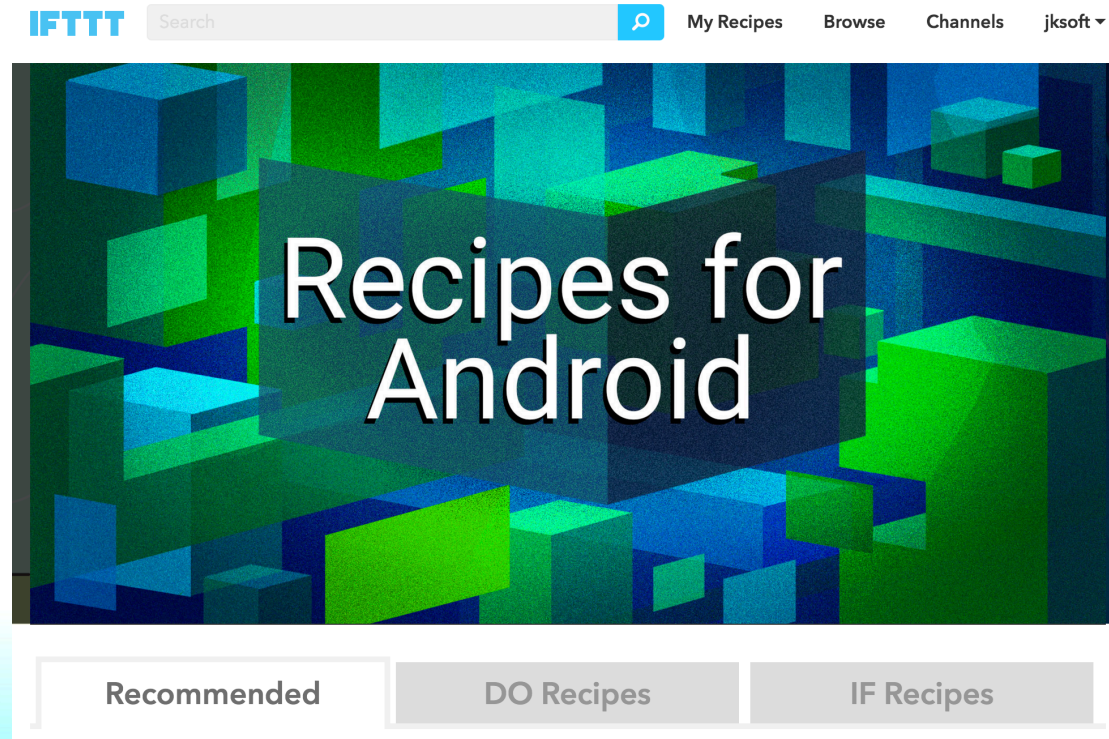 IFTTT Search My Recipes Browse Channels jksoft
Recipes for
Android
Recommended DO Recipes IF Recipes